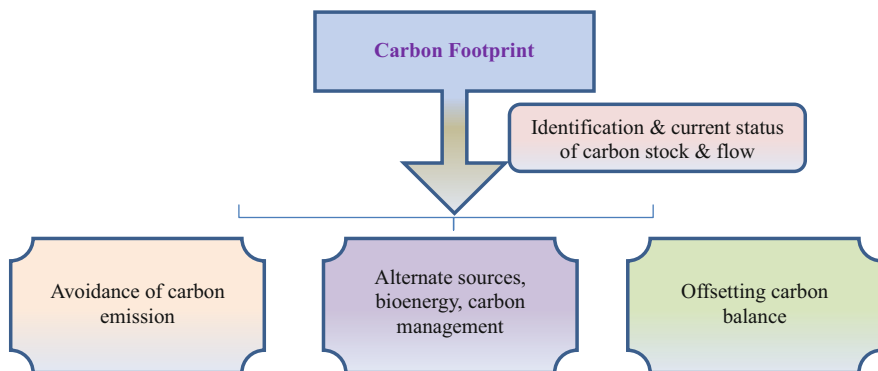 Carbon Footprint
Identification & current status
of carbon stock & flow
Avoidance of carbon
emission
Alternate sources,
bioenergy, carbon
management
Offsetting carbon
balance